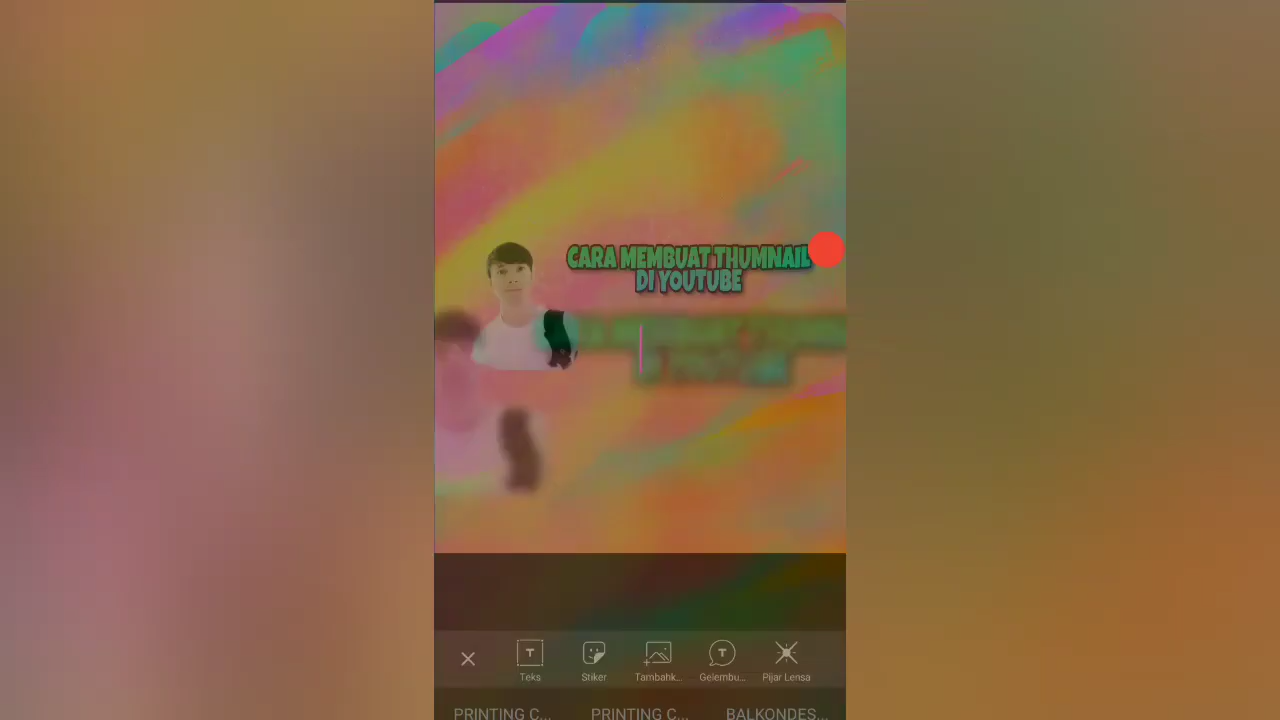 CARA MEMBUAT THUMNAIL
DI YOUTUBE
T
T
Teks
Stiker
Tambahk...
Gelembu...
Pijar Lensa
PRINTING C...
PRINTING C...
BALKONDES...